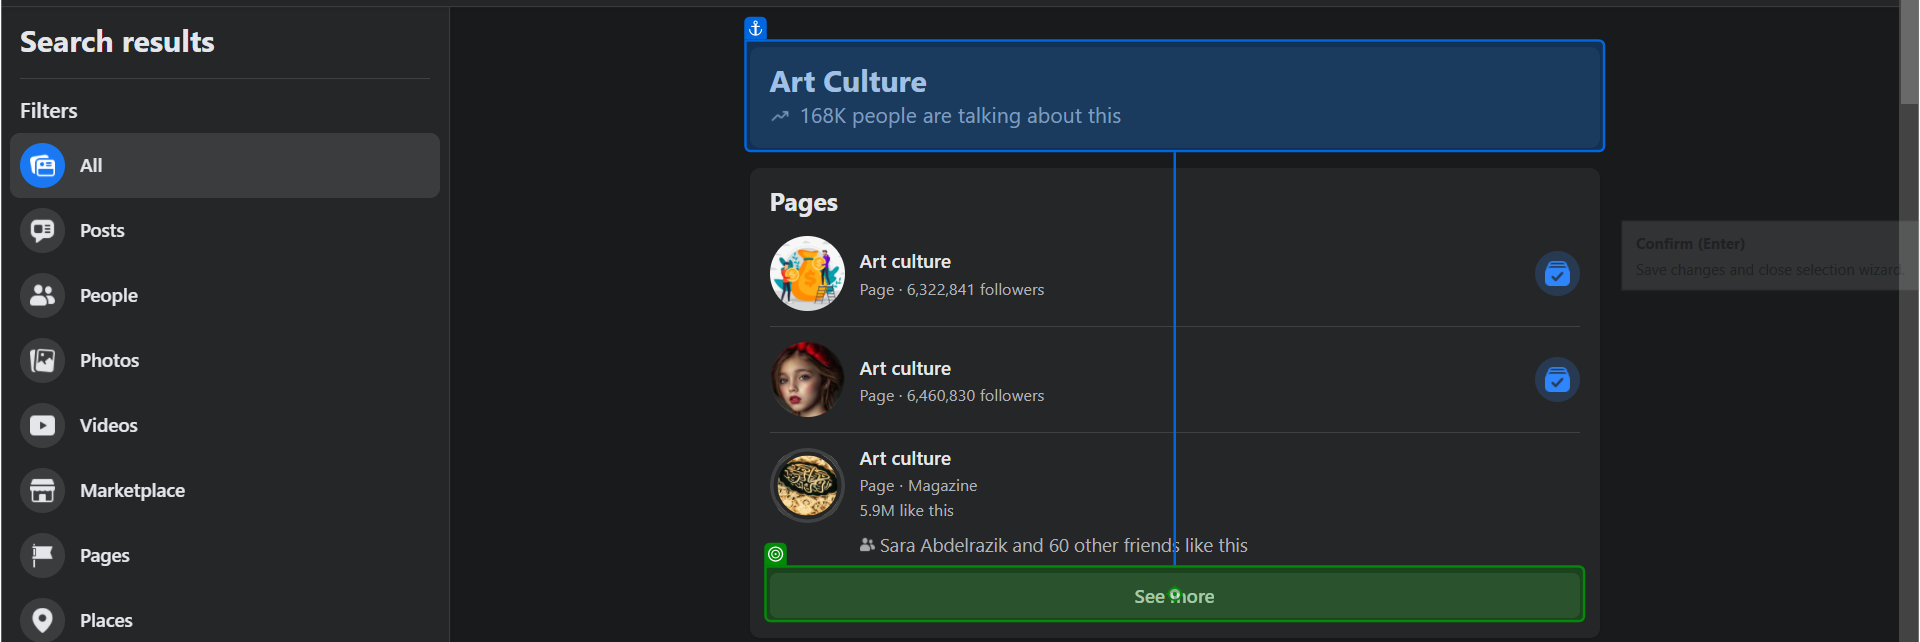 Search results
Filters
All
Posts
People
Photos
Videos
Marketplace
Pages
Places
Art Culture
168K people are talking about this
Pages
Art culture
Page · 6,322,841 followers
Art culture
Page · 6,460,830 followers
Art culture
Page · Magazine
5.9M like this
Sara Abdelrazik and 60 other friends like this
See more
Confirm (Enter)
Save changes and close selection wizard.